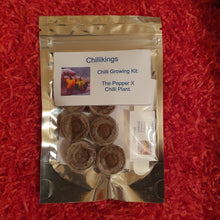 Chillikings
Chilli Growing Kit:
The Pepper X
Chilli Plant.